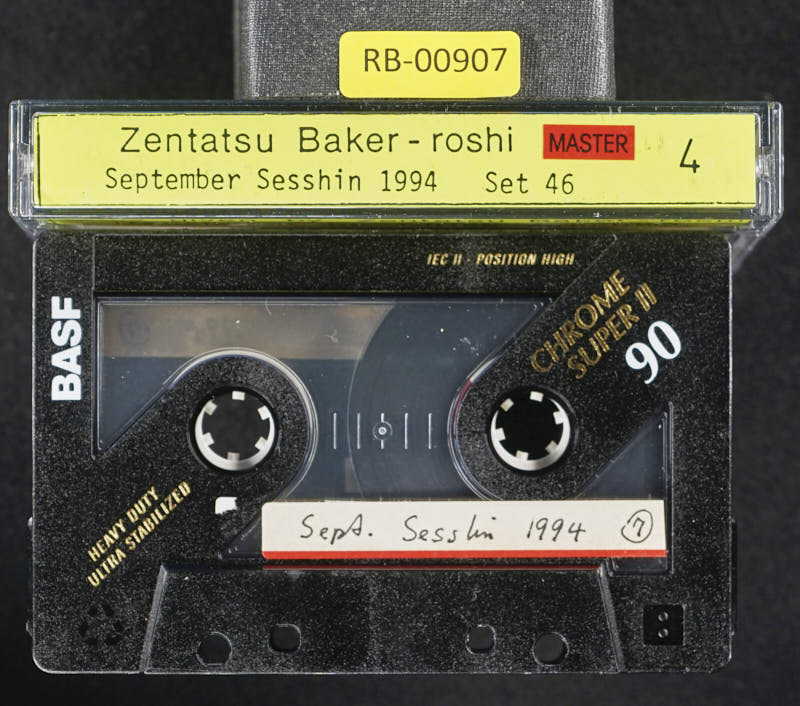 RB-00907
Zentatsu Baker-roshi MASTER 4
September Sesshin 1994 Set 46
IEC II · POSITION HIGH
BASF
CHROME
SUPER II
90
HEAVY DUTY
ULTRA STABILIZED
Sept. Sesshin 1994 7
B